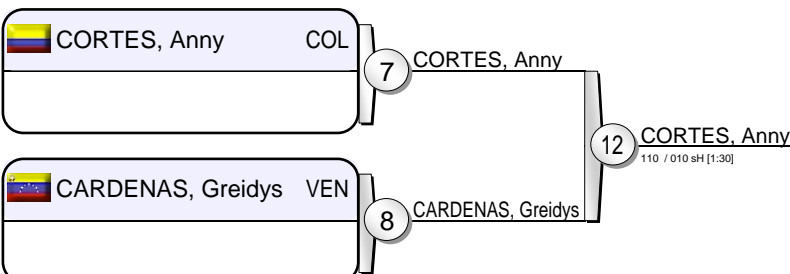 CORTES, Anny COL
7
CORTES, Anny
12
CORTES, Anny
110 / 010 sH [1:30]
CARDENAS, Greidys VEN
8
CARDENAS, Greidys